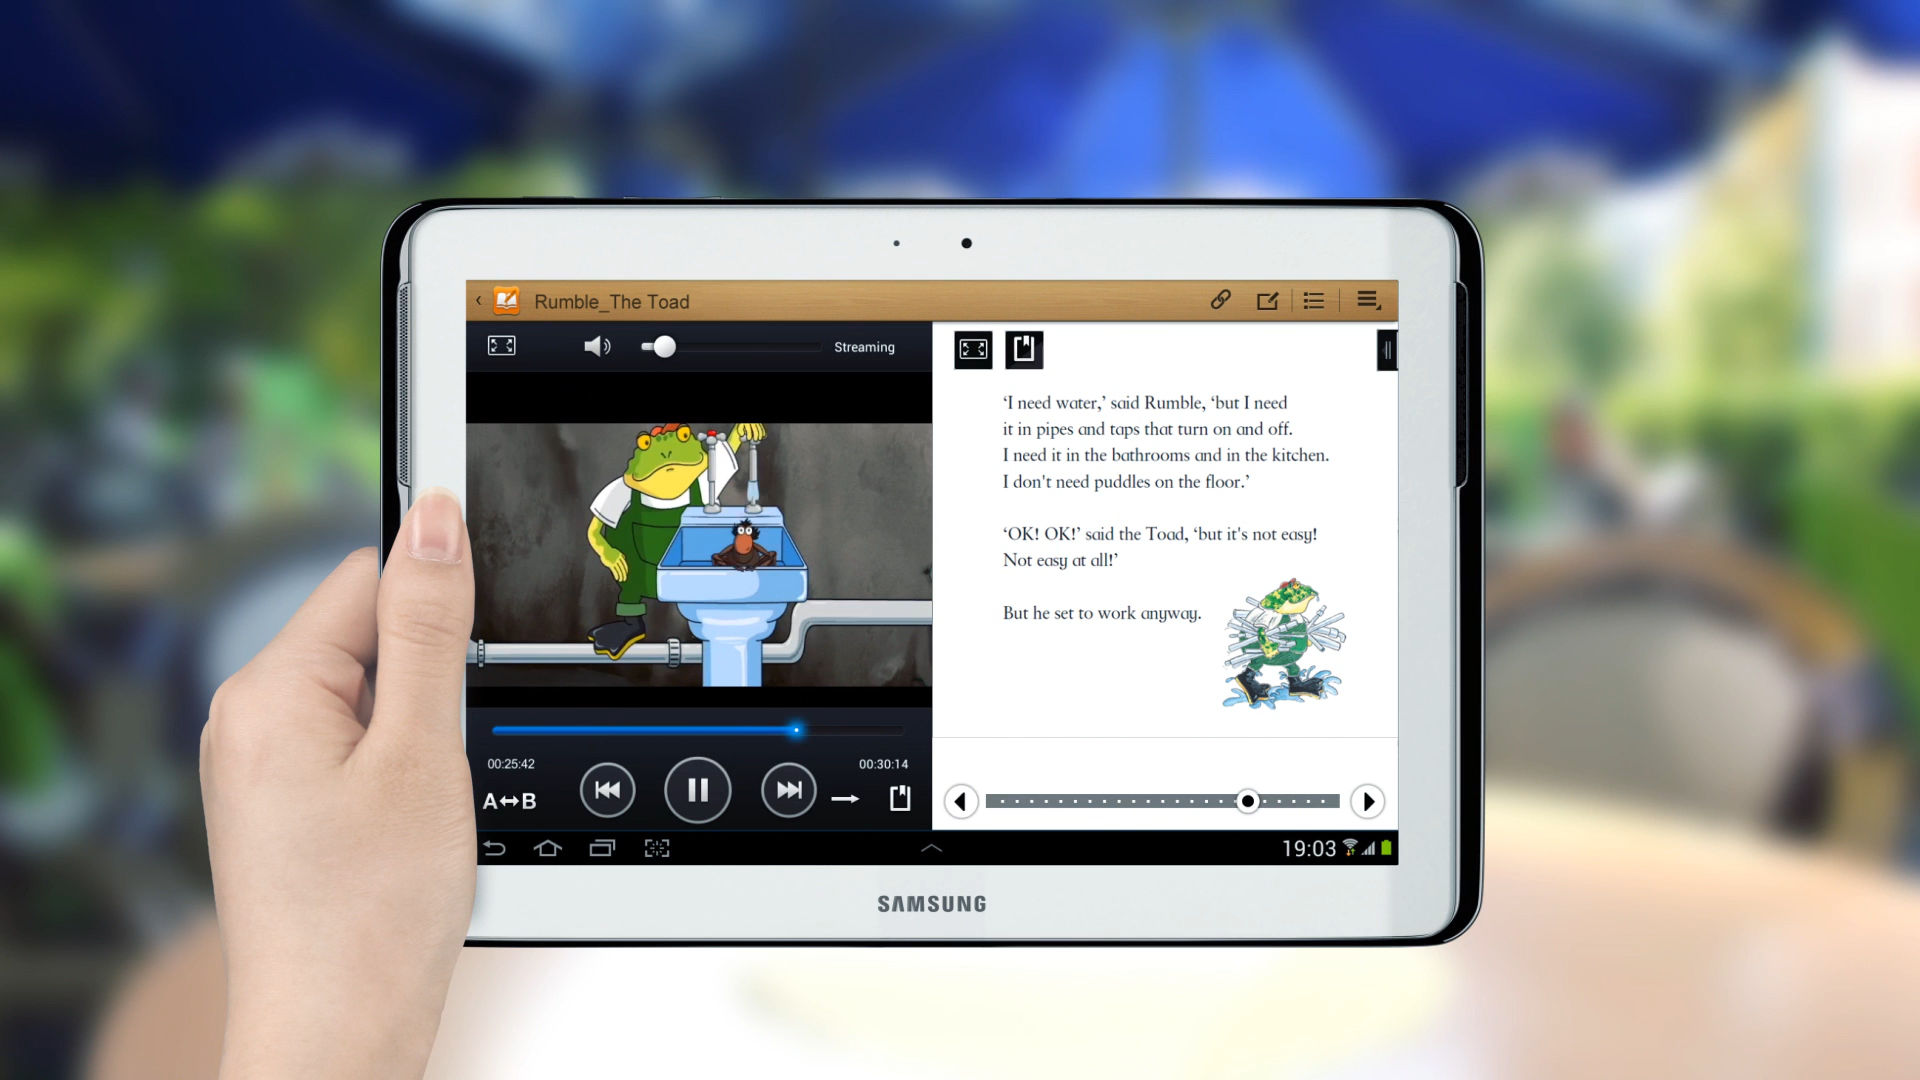 Rumble_The Toad
Streaming
‘I need water,’ said Rumble, ‘but I need
it in pipes and taps that turn on and off.
I need it in the bathrooms and in the kitchen.
I don't need puddles on the floor.’
‘OK! OK!’ said the Toad, ‘but it's not easy!
Not easy at all!’
But he set to work anyway.
00:25:42
00:30:14
A↔B
19:03
SAMSUNG